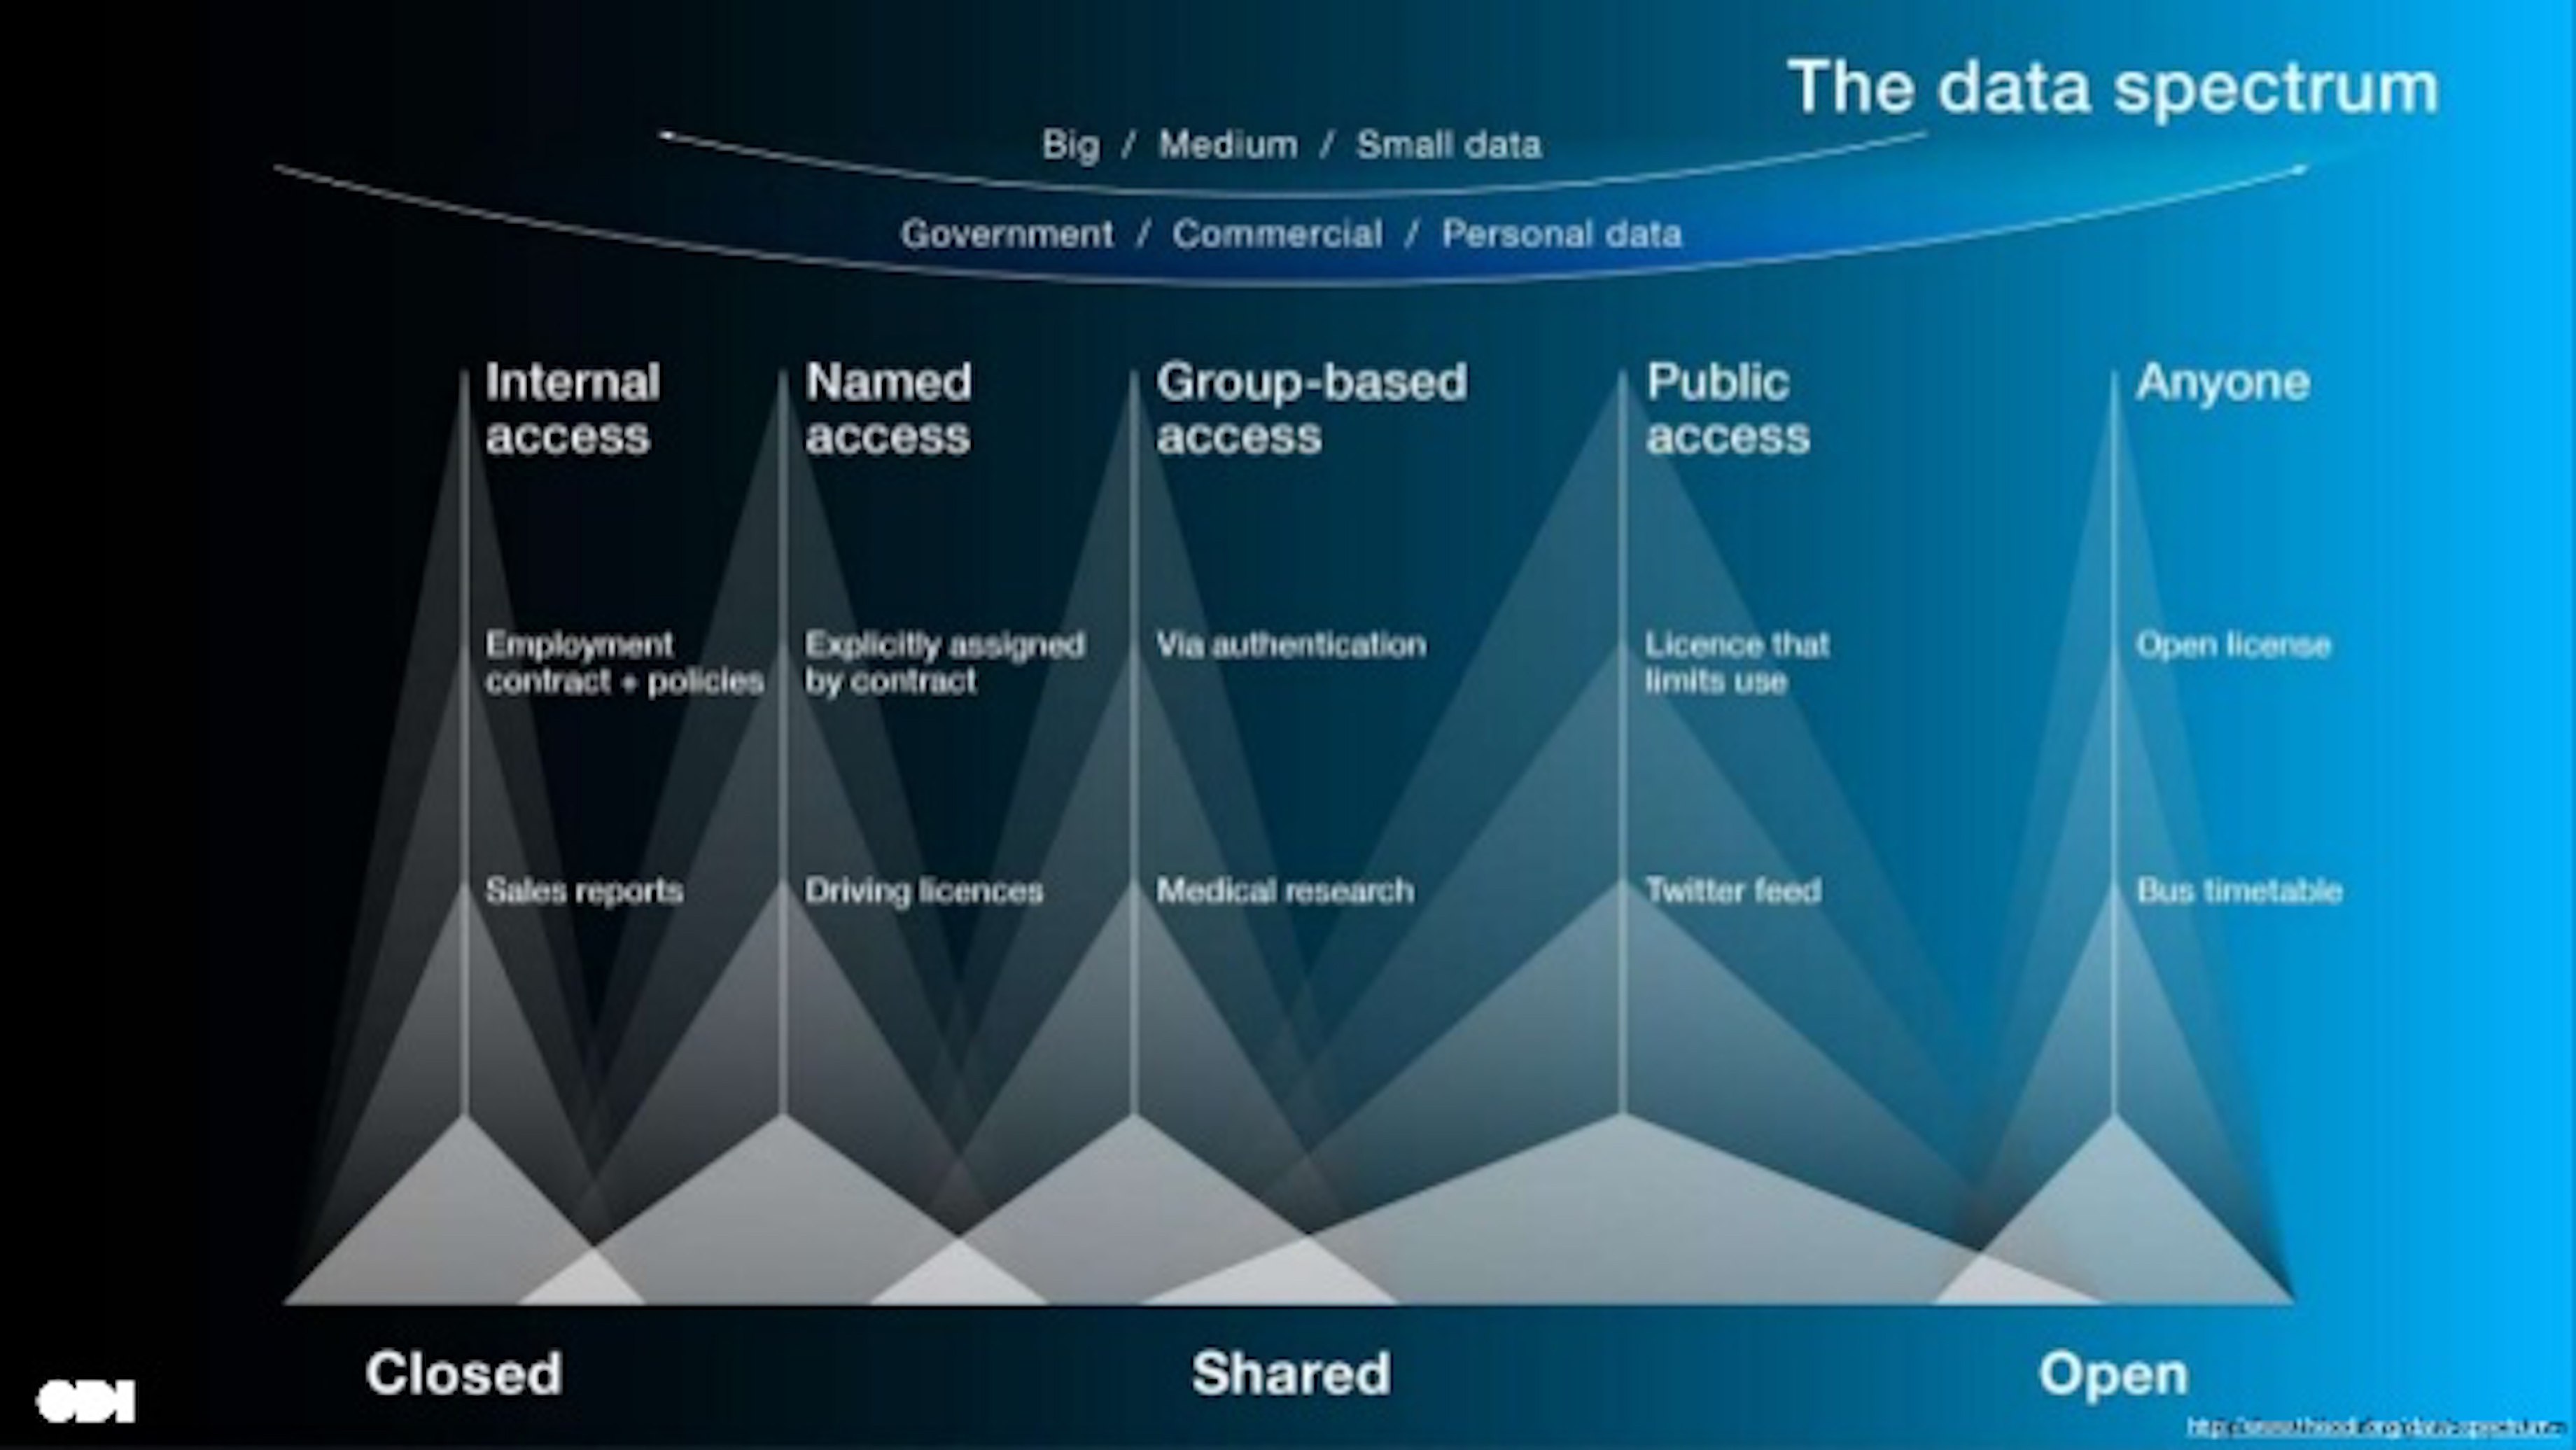 The data spectrum
Big / Medium / Small data
Government / Commercial / Personal data
Internal
access
Named
access
Group-based
access
Public
access
Anyone
Employment
contract + policies
Explicitly assigned
by contract
Via authentication
Licence that
limits use
Open license
Sales reports
Driving licences
Medical research
Twitter feed
Bus timetable
Closed
Shared
Open
ODI